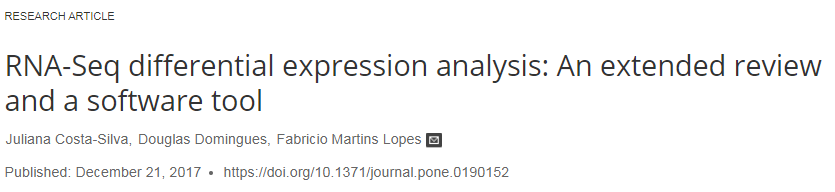 RESEARCH ARTICLE
RNA-Seq differential expression analysis: An extended review
and a software tool
Juliana Costa-Silva, Douglas Domingues, Fabricio Martins Lopes
Published: December 21, 2017 • https://doi.org/10.1371/journal.pone.0190152